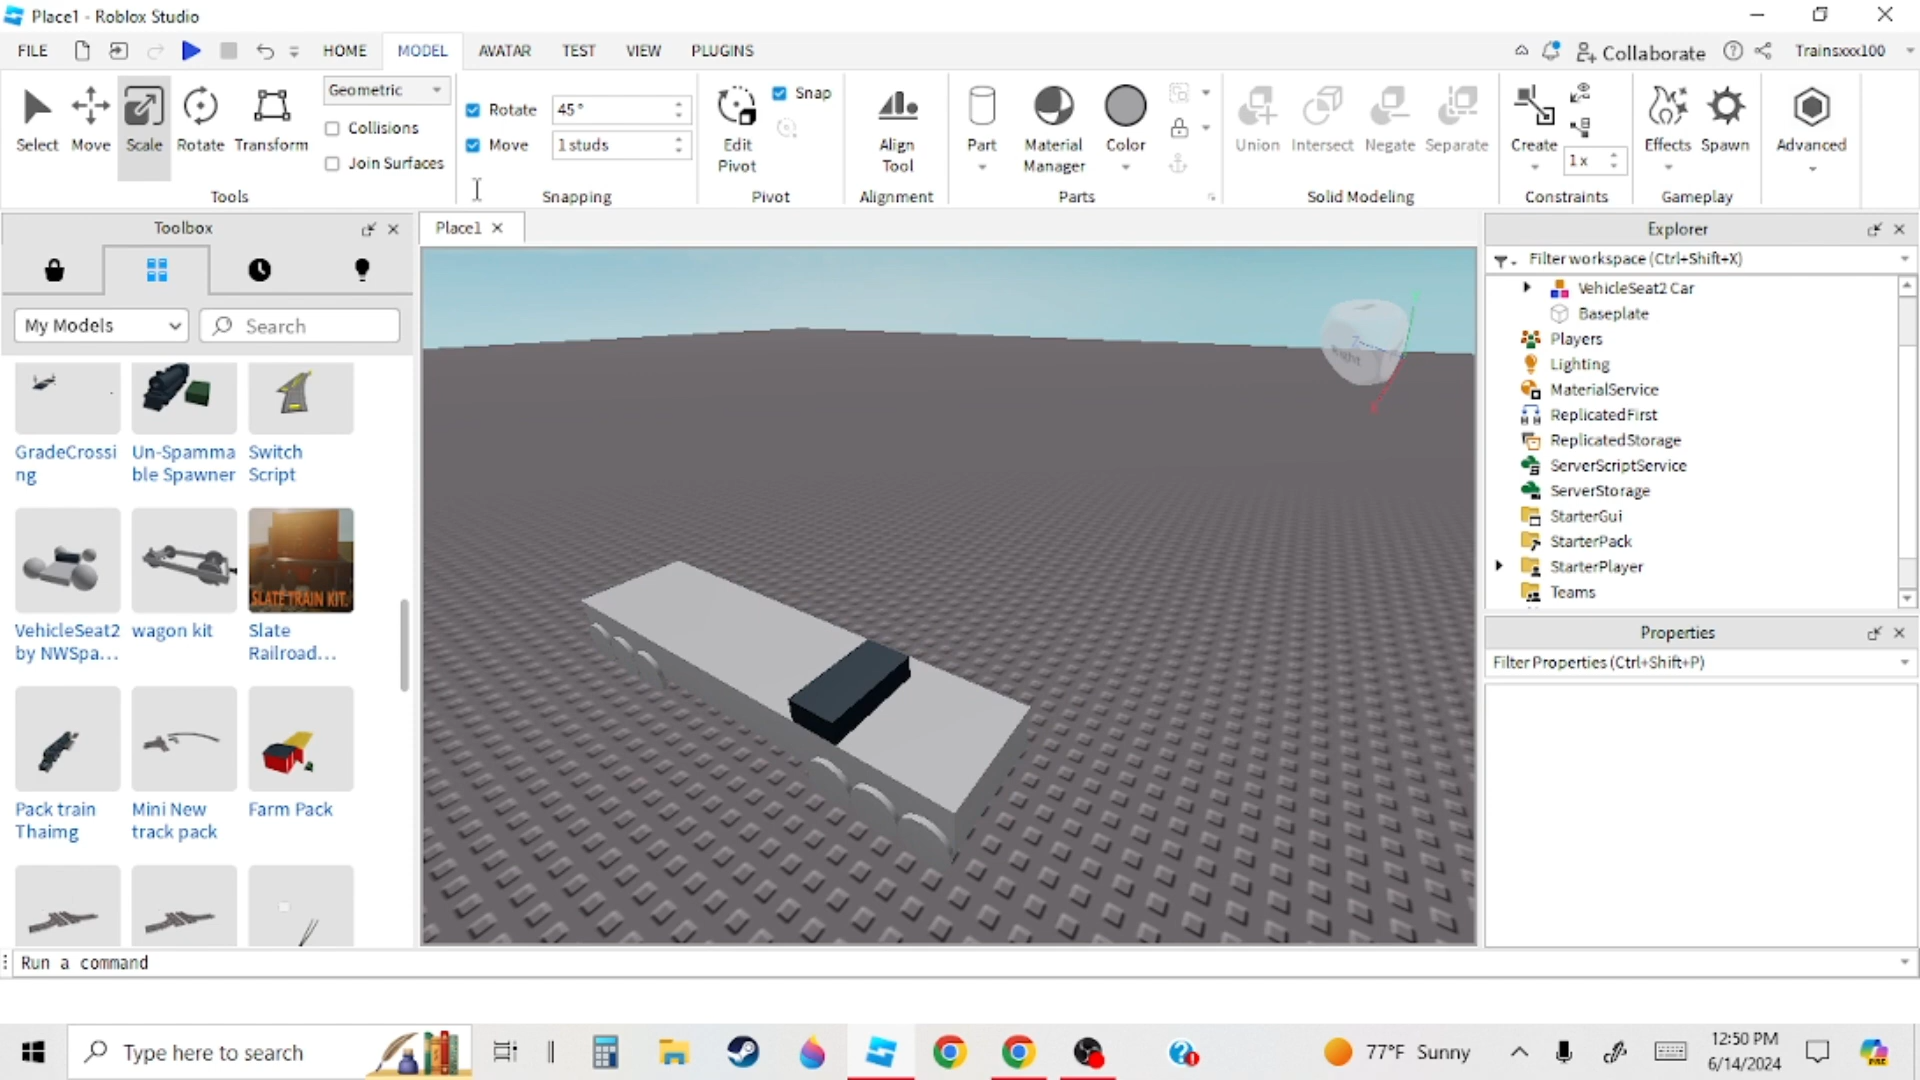 Place1 - Roblox Studio
FILE HOME MODEL AVATAR TEST VIEW PLUGINS Collaborate Trainsxxx100
Select Move Scale Rotate Transform
Geometric
Collisions
Join Surfaces
Tools
Rotate 45°
Move 1 studs
Snapping
Edit
Pivot
Snap
Pivot
Align
Tool
Alignment
Part
Material
Manager
Color
Parts
Union Intersect Negate Separate
Solid Modeling
Create
1 x
Constraints
Effects Spawn
Gameplay
Advanced
Toolbox
My Models Search
GradeCrossi
ng
Un-Spamma
ble Spawner
Switch
Script
VehicleSeat2
by NWSpa...
wagon kit
SLATE TRAIN KIT.
Slate
Railroad...
Pack train
Thaimg
Mini New
track pack
Farm Pack
Place1
Right
Explorer
Filter workspace (Ctrl+Shift+X)
VehicleSeat2 Car
Baseplate
Players
Lighting
MaterialService
ReplicatedFirst
ReplicatedStorage
ServerScriptService
ServerStorage
StarterGui
StarterPack
StarterPlayer
Teams
Properties
Filter Properties (Ctrl+Shift+P)
Run a command
Type here to search
77°F Sunny
12:50 PM
6/14/2024
PRE